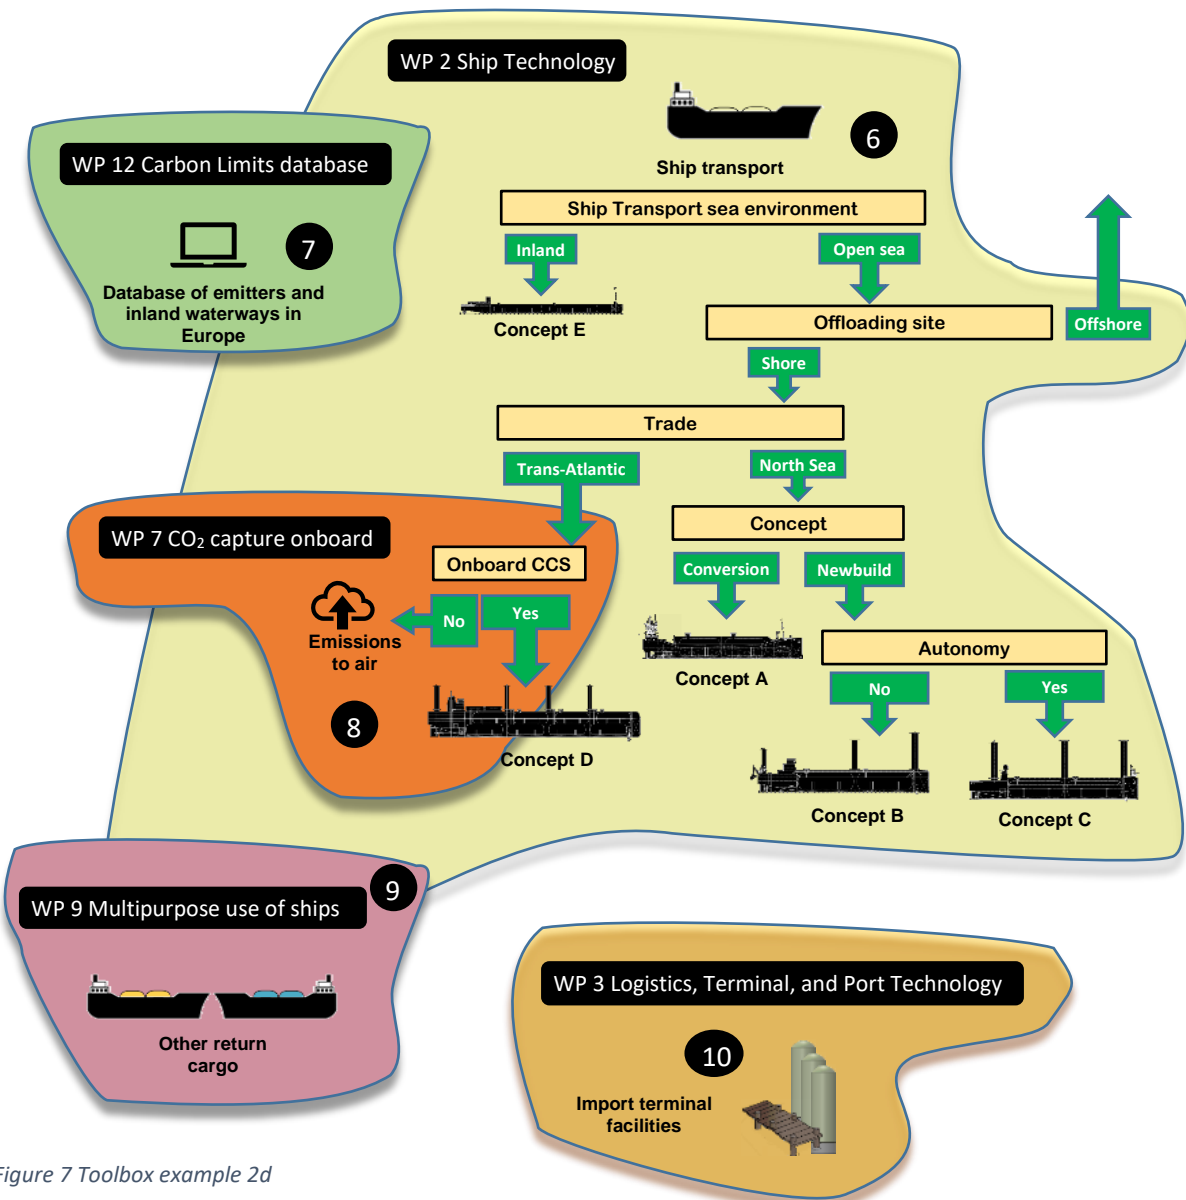 WP 2 Ship Technology
6
Ship transport
WP 12 Carbon Limits database
7
Database of emitters and
inland waterways in
Europe
Ship Transport sea environment
Inland
Open sea
Concept E
Offloading site
Offshore
Shore
Trade
Trans-Atlantic
North Sea
WP 7 CO₂ capture onboard
Concept
Onboard CCS
Conversion
Newbuild
No
Yes
Emissions
to air
Autonomy
Concept A
No
Yes
8
Concept D
Concept B
Concept C
9
WP 9 Multipurpose use of ships
Other return
cargo
WP 3 Logistics, Terminal, and Port Technology
10
Import terminal
facilities
Figure 7 Toolbox example 2d